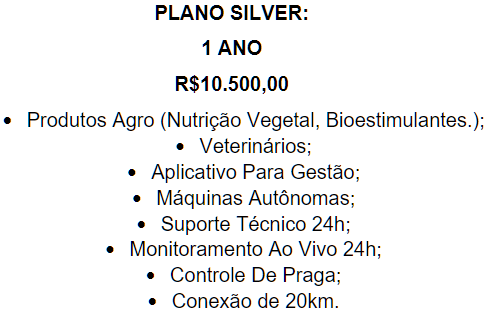 PLANO SILVER:
1 ANO
R$10.500,00
• Produtos Agro (Nutrição Vegetal, Bioestimulantes.);
• Veterinários;
• Aplicativo Para Gestão;
• Máquinas Autônomas;
• Suporte Técnico 24h;
• Monitoramento Ao Vivo 24h;
• Controle De Praga;
• Conexão de 20km.